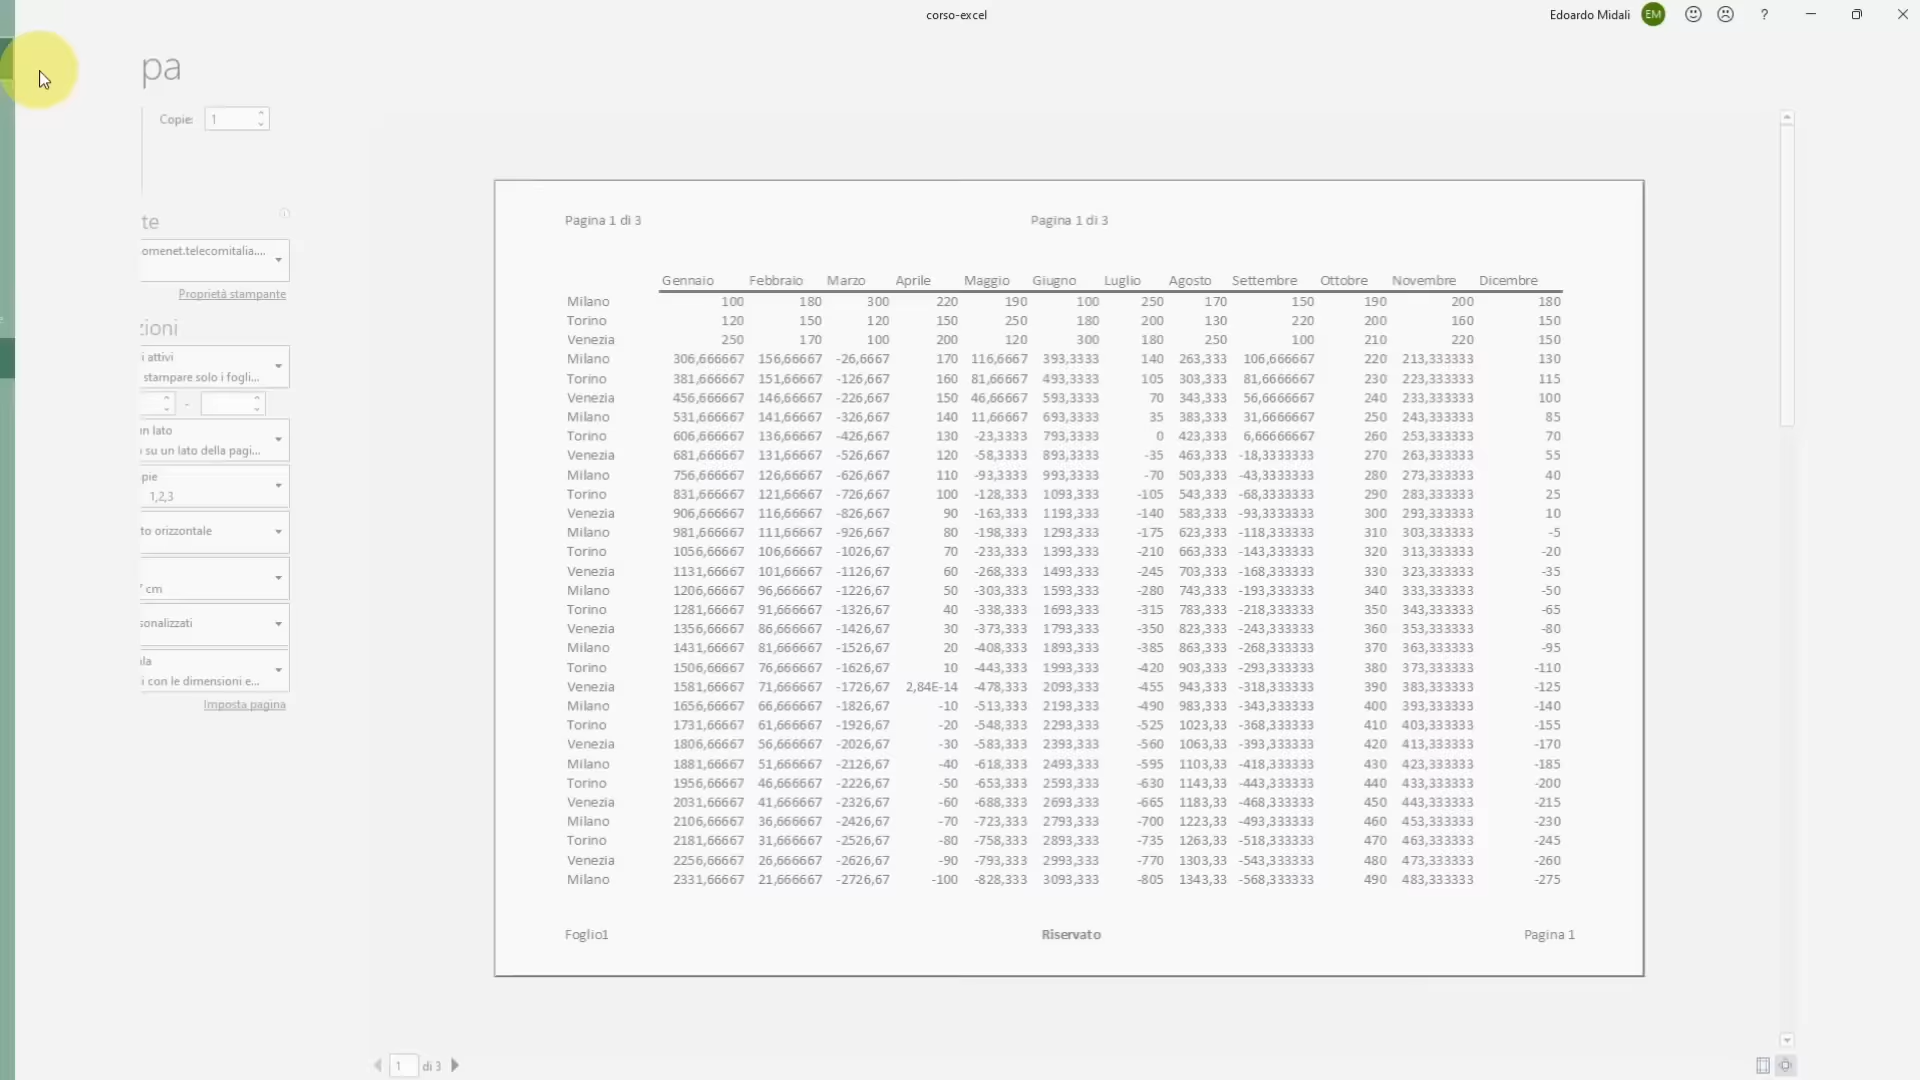 corso-excel
Edoardo Midali EM
pa
Copie: 1
te
omenet.telecomitalia....
Proprietà stampante
zioni
i attivi
stampare solo i fogli...
-
un lato
su un lato della pagi...
pie
1,2,3
to orizzontale
7 cm
sonalizzati
ala
i con le dimensioni e...
Imposta pagina
Pagina 1 di 3 Pagina 1 di 3
Gennaio Febbraio Marzo Aprile Maggio Giugno Luglio Agosto Settembre Ottobre Novembre Dicembre
Milano 100 180 300 220 190 100 250 170 150 190 200 180
Torino 120 150 120 150 250 180 200 130 220 200 160 150
Venezia 250 170 100 200 120 300 180 250 100 210 220 150
Milano 306,666667 156,66667 -26,6667 170 116,6667 393,3333 140 263,333 106,666667 220 213,333333 130
Torino 381,666667 151,66667 -126,667 160 81,66667 493,3333 105 303,333 81,6666667 230 223,333333 115
Venezia 456,666667 146,66667 -226,667 150 46,66667 593,3333 70 343,333 56,6666667 240 233,333333 100
Milano 531,666667 141,66667 -326,667 140 11,66667 693,3333 35 383,333 31,6666667 250 243,333333 85
Torino 606,666667 136,66667 -426,667 130 -23,3333 793,3333 0 423,333 6,66666667 260 253,333333 70
Venezia 681,666667 131,66667 -526,667 120 -58,3333 893,3333 -35 463,333 -18,3333333 270 263,333333 55
Milano 756,666667 126,66667 -626,667 110 -93,3333 993,3333 -70 503,333 -43,3333333 280 273,333333 40
Torino 831,666667 121,66667 -726,667 100 -128,333 1093,333 -105 543,333 -68,3333333 290 283,333333 25
Venezia 906,666667 116,66667 -826,667 90 -163,333 1193,333 -140 583,333 -93,3333333 300 293,333333 10
Milano 981,666667 111,66667 -926,667 80 -198,333 1293,333 -175 623,333 -118,333333 310 303,333333 -5
Torino 1056,66667 106,66667 -1026,67 70 -233,333 1393,333 -210 663,333 -143,333333 320 313,333333 -20
Venezia 1131,66667 101,66667 -1126,67 60 -268,333 1493,333 -245 703,333 -168,333333 330 323,333333 -35
Milano 1206,66667 96,666667 -1226,67 50 -303,333 1593,333 -280 743,333 -193,333333 340 333,333333 -50
Torino 1281,66667 91,666667 -1326,67 40 -338,333 1693,333 -315 783,333 -218,333333 350 343,333333 -65
Venezia 1356,66667 86,666667 -1426,67 30 -373,333 1793,333 -350 823,333 -243,333333 360 353,333333 -80
Milano 1431,66667 81,666667 -1526,67 20 -408,333 1893,333 -385 863,333 -268,333333 370 363,333333 -95
Torino 1506,66667 76,666667 -1626,67 10 -443,333 1993,333 -420 903,333 -293,333333 380 373,333333 -110
Venezia 1581,66667 71,666667 -1726,67 2,84E-14 -478,333 2093,333 -455 943,333 -318,333333 390 383,333333 -125
Milano 1656,66667 66,666667 -1826,67 -10 -513,333 2193,333 -490 983,333 -343,333333 400 393,333333 -140
Torino 1731,66667 61,666667 -1926,67 -20 -548,333 2293,333 -525 1023,33 -368,333333 410 403,333333 -155
Venezia 1806,66667 56,666667 -2026,67 -30 -583,333 2393,333 -560 1063,33 -393,333333 420 413,333333 -170
Milano 1881,66667 51,666667 -2126,67 -40 -618,333 2493,333 -595 1103,33 -418,333333 430 423,333333 -185
Torino 1956,66667 46,666667 -2226,67 -50 -653,333 2593,333 -630 1143,33 -443,333333 440 433,333333 -200
Venezia 2031,66667 41,666667 -2326,67 -60 -688,333 2693,333 -665 1183,33 -468,333333 450 443,333333 -215
Milano 2106,66667 36,666667 -2426,67 -70 -723,333 2793,333 -700 1223,33 -493,333333 460 453,333333 -230
Torino 2181,66667 31,666667 -2526,67 -80 -758,333 2893,333 -735 1263,33 -518,333333 470 463,333333 -245
Venezia 2256,66667 26,666667 -2626,67 -90 -793,333 2993,333 -770 1303,33 -543,333333 480 473,333333 -260
Milano 2331,66667 21,666667 -2726,67 -100 -828,333 3093,333 -805 1343,33 -568,333333 490 483,333333 -275
Foglio1 Riservato Pagina 1
1 di 3